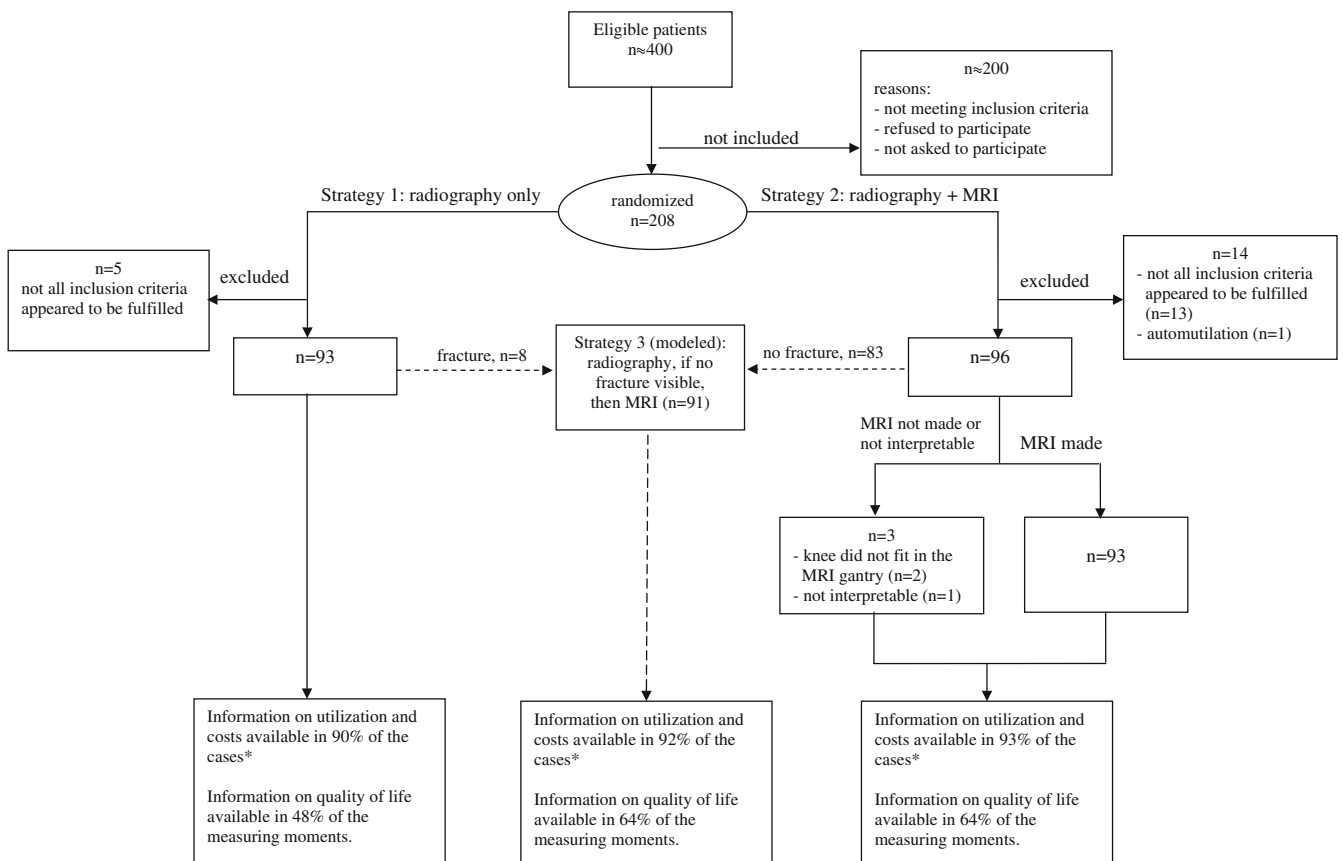 Eligible patients
n≈400
n≈200
reasons:
- not meeting inclusion criteria
- refused to participate
- not asked to participate
not included
Strategy 1: radiography only
randomized
n=208
Strategy 2: radiography + MRI
n=5
not all inclusion criteria
appeared to be fulfilled
excluded
excluded
n=14
- not all inclusion criteria
appeared to be fulfilled
(n=13)
- automutilation (n=1)
n=93
fracture, n=8
Strategy 3 (modeled):
radiography, if no
fracture visible,
then MRI (n=91)
no fracture, n=83
n=96
MRI not made or
not interpretable
MRI made
n=3
- knee did not fit in the
MRI gantry (n=2)
- not interpretable (n=1)
n=93
Information on utilization and
costs available in 90% of the
cases*
Information on quality of life
available in 48% of the
measuring moments.
Information on utilization and
costs available in 92% of the
cases*
Information on quality of life
available in 64% of the
measuring moments.
Information on utilization and
costs available in 93% of the
cases*
Information on quality of life
available in 64% of the
measuring moments.